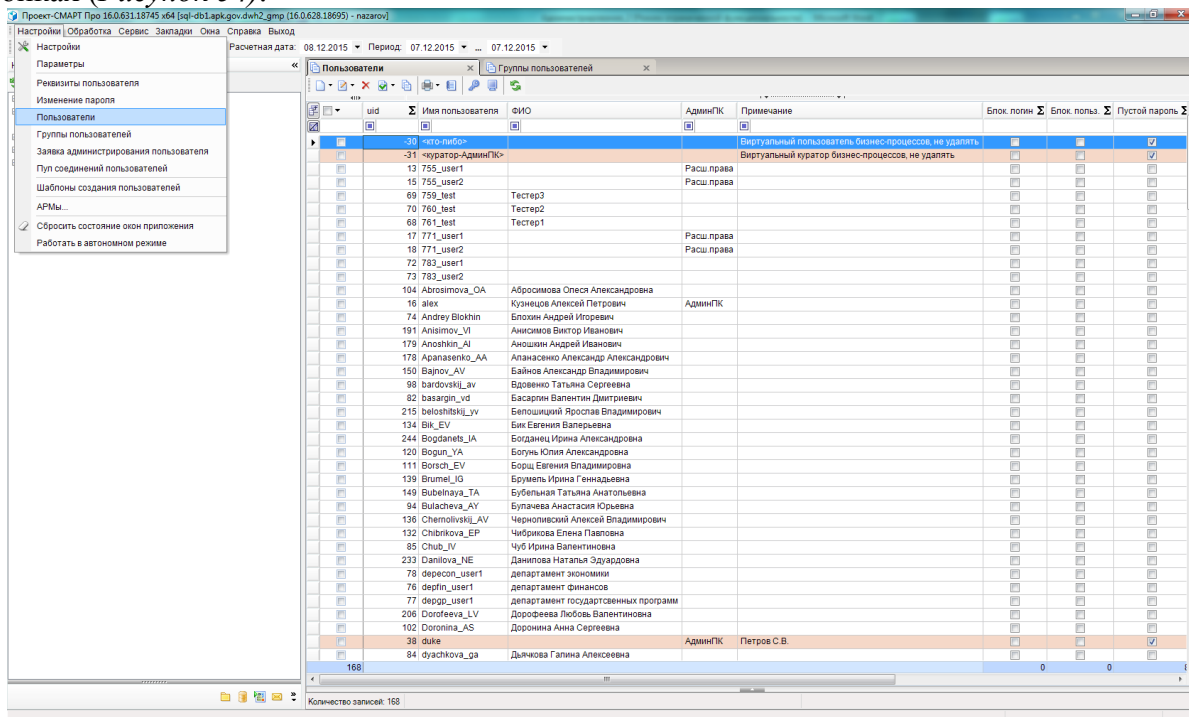 Проект-СМАРТ Про 16.0.631.18745 x64 [sql-db1.apk.gov.dwh2_gmp (16.0.628.18695) - nazarov]
Настройки Обработка Сервис Закладки Окна Справка Выход
Расчетная дата: 08.12.2015 Период: 07.12.2015 ... 07.12.2015
Настройки
Параметры
Реквизиты пользователя
Изменение пароля
Пользователи
Группы пользователей
Заявка администрирования пользователя
Пул соединений пользователей
Шаблоны создания пользователей
АРМы...
Сбросить состояние окон приложения
Работать в автономном режиме
Пользователи Группы пользователей
uid Σ Имя пользователя ФИО АдминПК Примечание Блок. логин Σ Блок. польз. Σ Пустой пароль Σ
-30 <кто-либо> Виртуальный пользователь бизнес-процессов, не удалять
-31 <куратор-АдминПК> Виртуальный куратор бизнес-процессов, не удалять
13 755_user1 Расш.права
15 755_user2 Расш.права
69 759_test Тестер3
70 760_test Тестер2
68 761_test Тестер1
17 771_user1 Расш.права
18 771_user2 Расш.права
72 783_user1
73 783_user2
104 Abrosimova_OA Абросимова Олеся Александровна
16 alex Кузнецов Алексей Петрович АдминПК
74 Andrey Blokhin Блохин Андрей Игоревич
191 Anisimov_VI Анисимов Виктор Иванович
179 Anoshkin_AI Аношкин Андрей Иванович
178 Apanasenko_AA Апанасенко Александр Александрович
150 Bajnov_AV Байнов Александр Владимирович
98 bardovskij_av Вдовенко Татьяна Сергеевна
82 basargin_vd Басаргин Валентин Дмитриевич
215 beloshitskij_yv Белошицкий Ярослав Владимирович
134 Bik_EV Бик Евгения Валерьевна
244 Bogdanets_IA Богданец Ирина Александровна
120 Bogun_YA Богунь Юлия Александровна
111 Borsch_EV Борщ Евгения Владимировна
139 Brumel_IG Брумель Ирина Геннадьевна
149 Bubelnaya_TA Бубельная Татьяна Анатольевна
94 Bulacheva_AY Булачева Анастасия Юрьевна
136 Chernolivskij_AV Чернопивский Алексей Владимирович
132 Chibrikova_EP Чибрикова Елена Павловна
85 Chub_IV Чуб Ирина Валентиновна
233 Danilova_NE Данилова Наталья Эдуардовна
78 depecon_user1 департамент экономики
76 depfin_user1 департамент финансов
77 depgp_user1 департамент государтсвенных программ
206 Dorofeeva_LV Дорофеева Любовь Валентиновна
102 Doronina_AS Доронина Анна Сергеевна
38 duke АдминПК Петров С.В.
84 dyachkova_ga Дьячкова Галина Алексеевна
168 0 0
Количество записей: 168